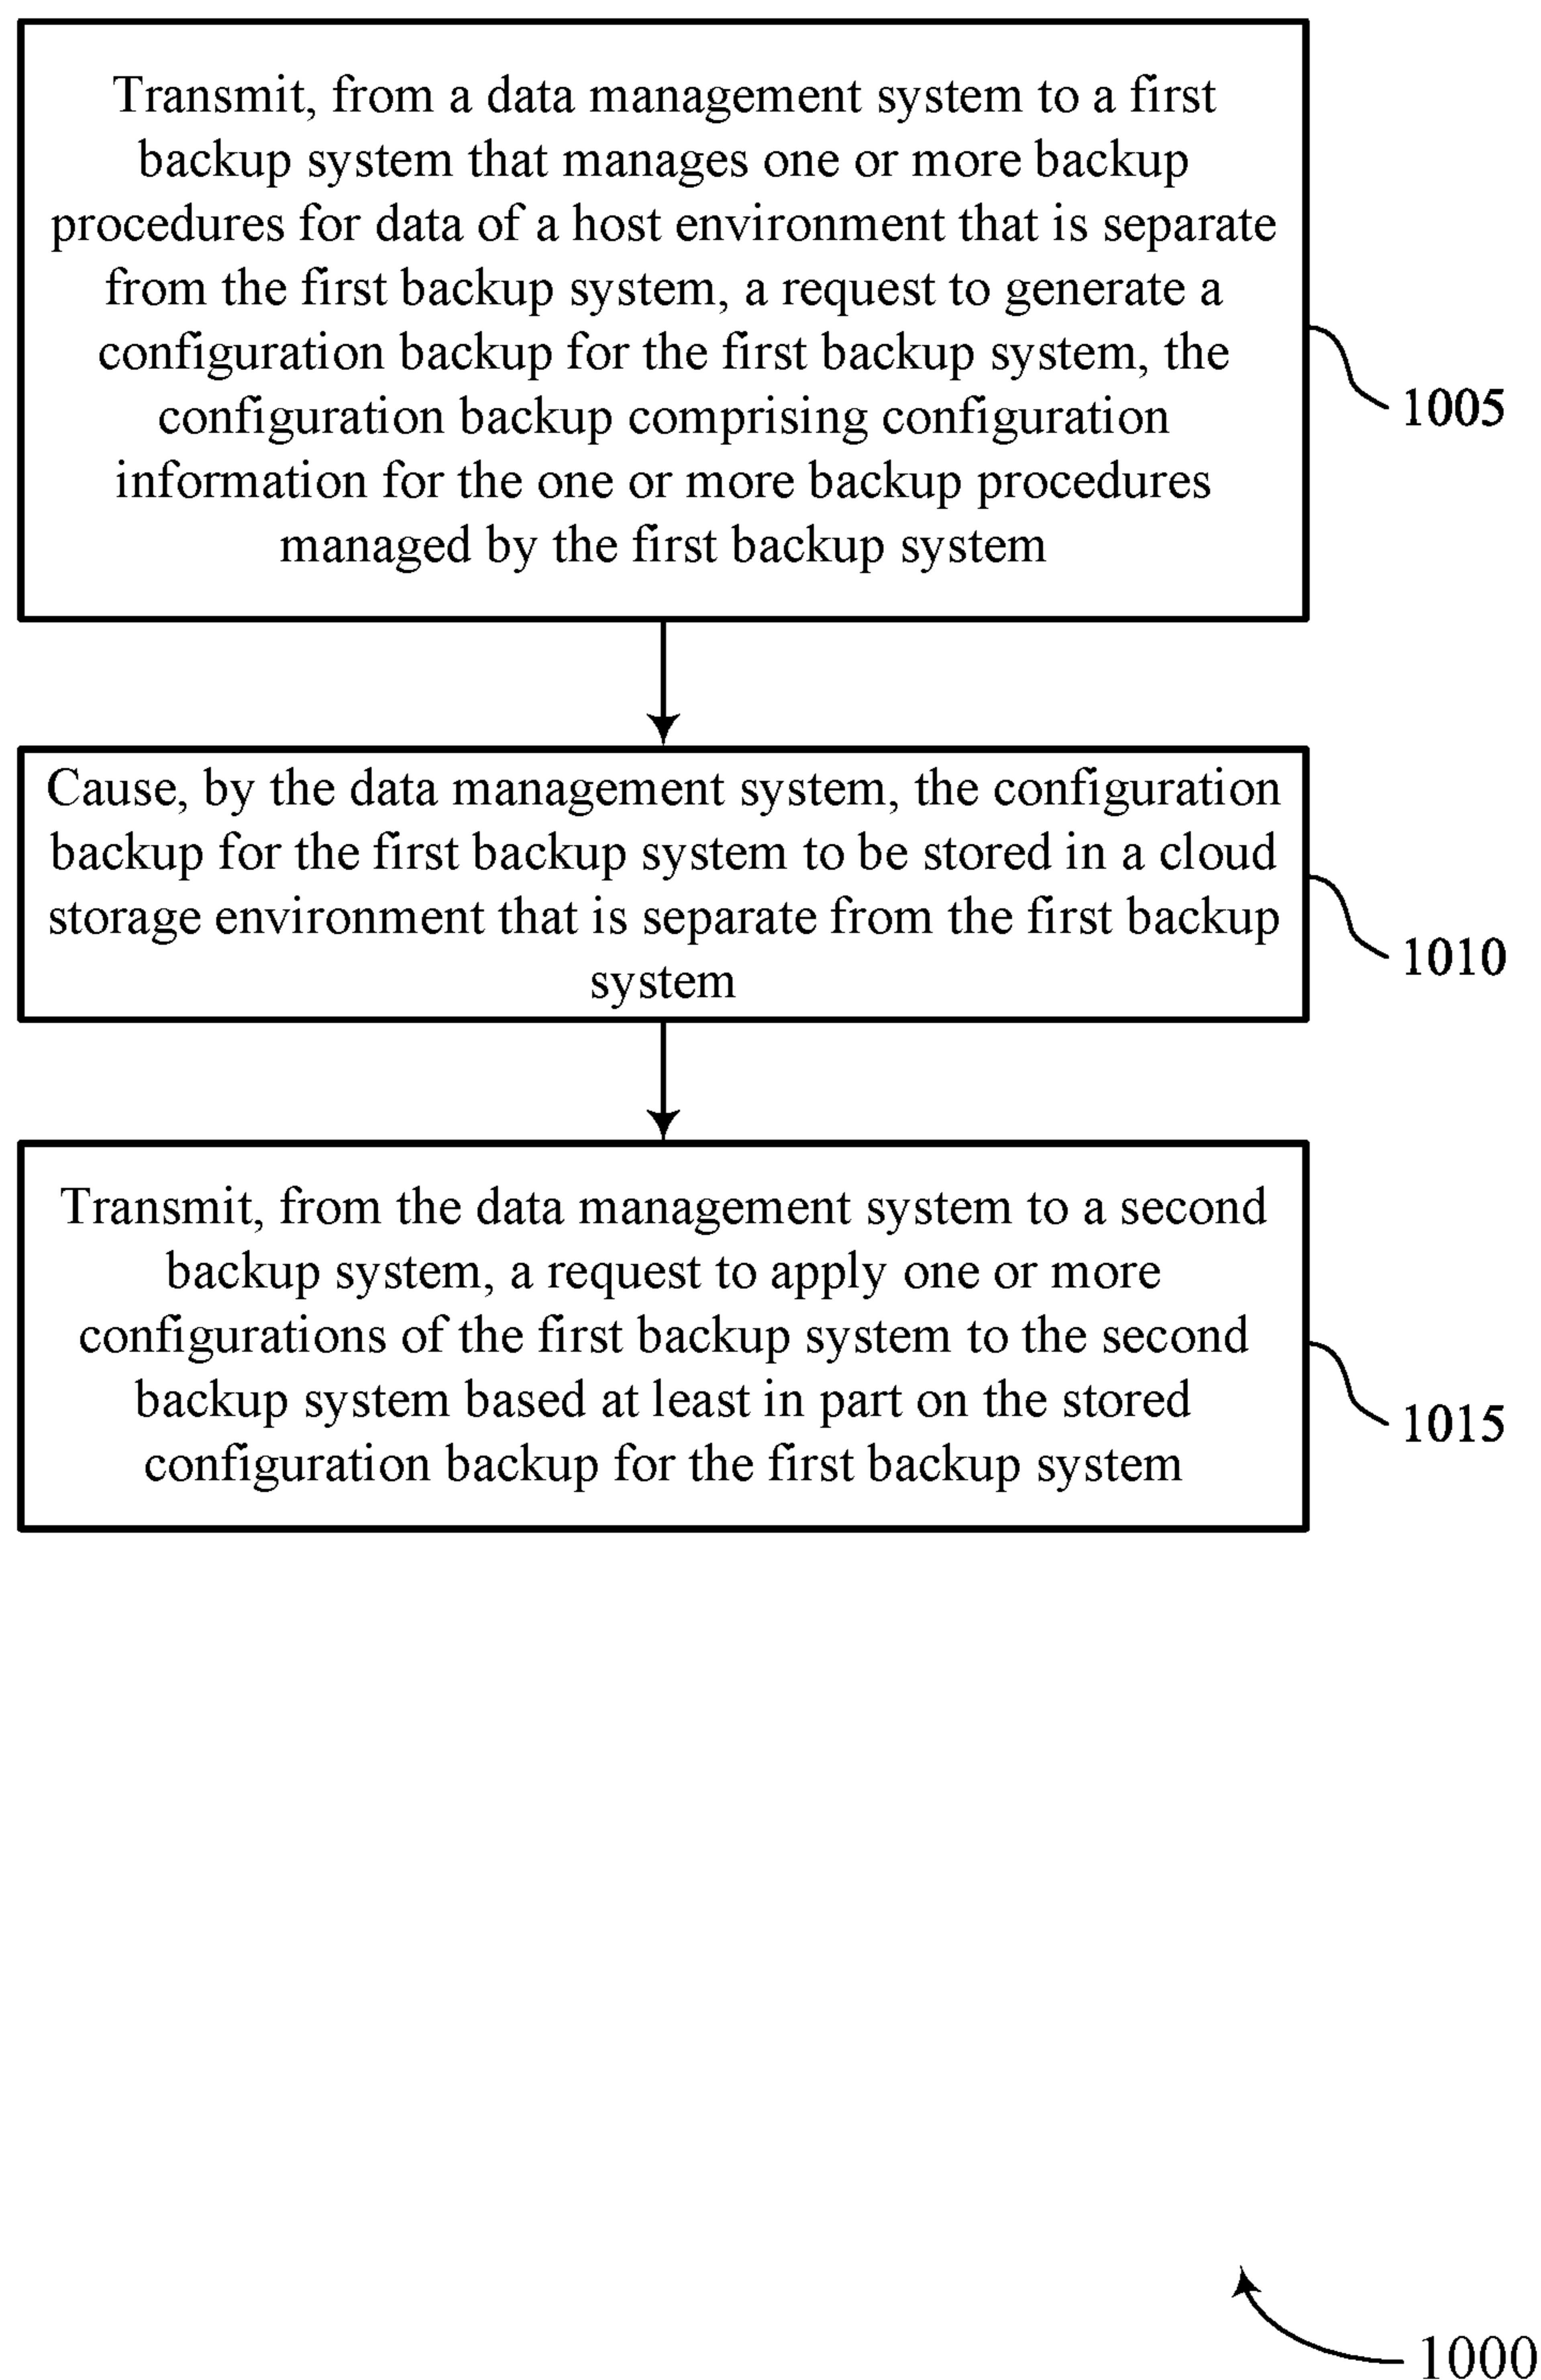 Transmit, from a data management system to a first
backup system that manages one or more backup
procedures for data of a host environment that is separate
from the first backup system, a request to generate a
configuration backup for the first backup system, the
configuration backup comprising configuration
information for the one or more backup procedures
managed by the first backup system
1005
Cause, by the data management system, the configuration
backup for the first backup system to be stored in a cloud
storage environment that is separate from the first backup
system
1010
Transmit, from the data management system to a second
backup system, a request to apply one or more
configurations of the first backup system to the second
backup system based at least in part on the stored
configuration backup for the first backup system
1015
1000